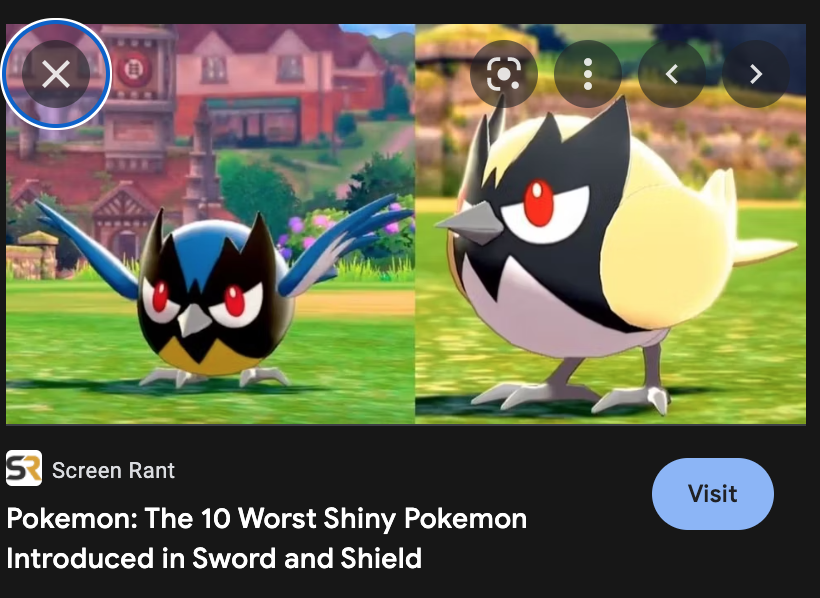 SR
Screen Rant
Visit
Pokemon: The 10 Worst Shiny Pokemon
Introduced in Sword and Shield